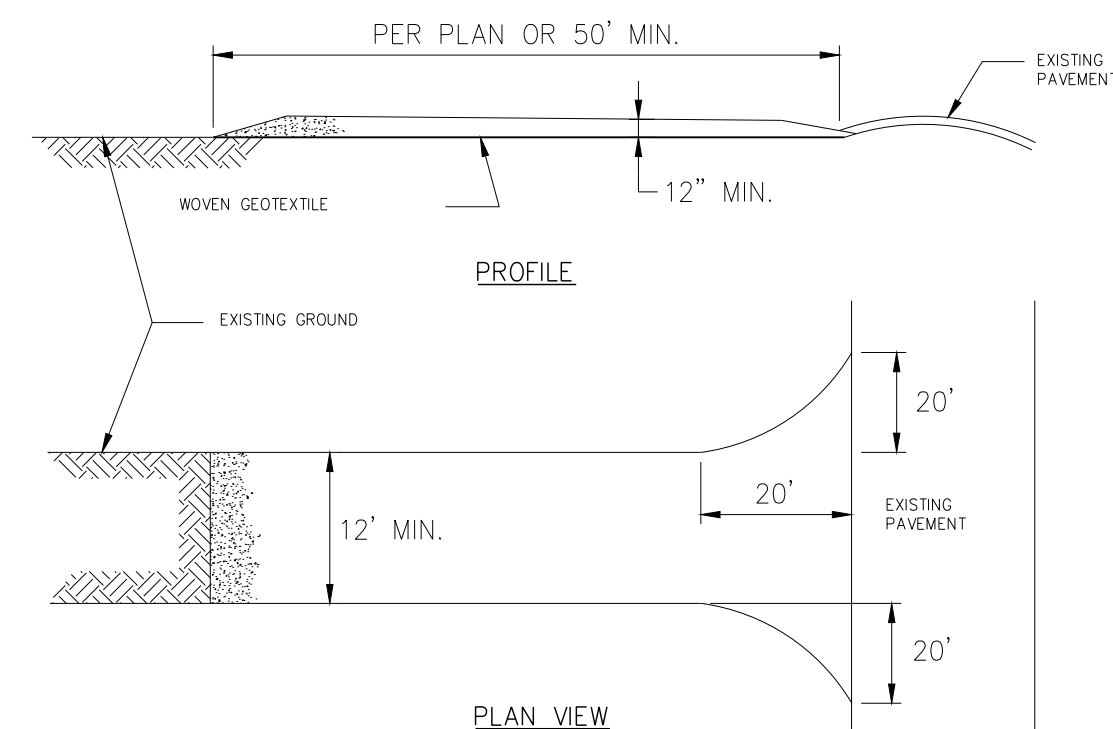 PER PLAN OR 50' MIN.
EXISTING
PAVEMENT
12" MIN.
WOVEN GEOTEXTILE
PROFILE
EXISTING GROUND
20'
20'
EXISTING
PAVEMENT
12' MIN.
20'
PLAN VIEW